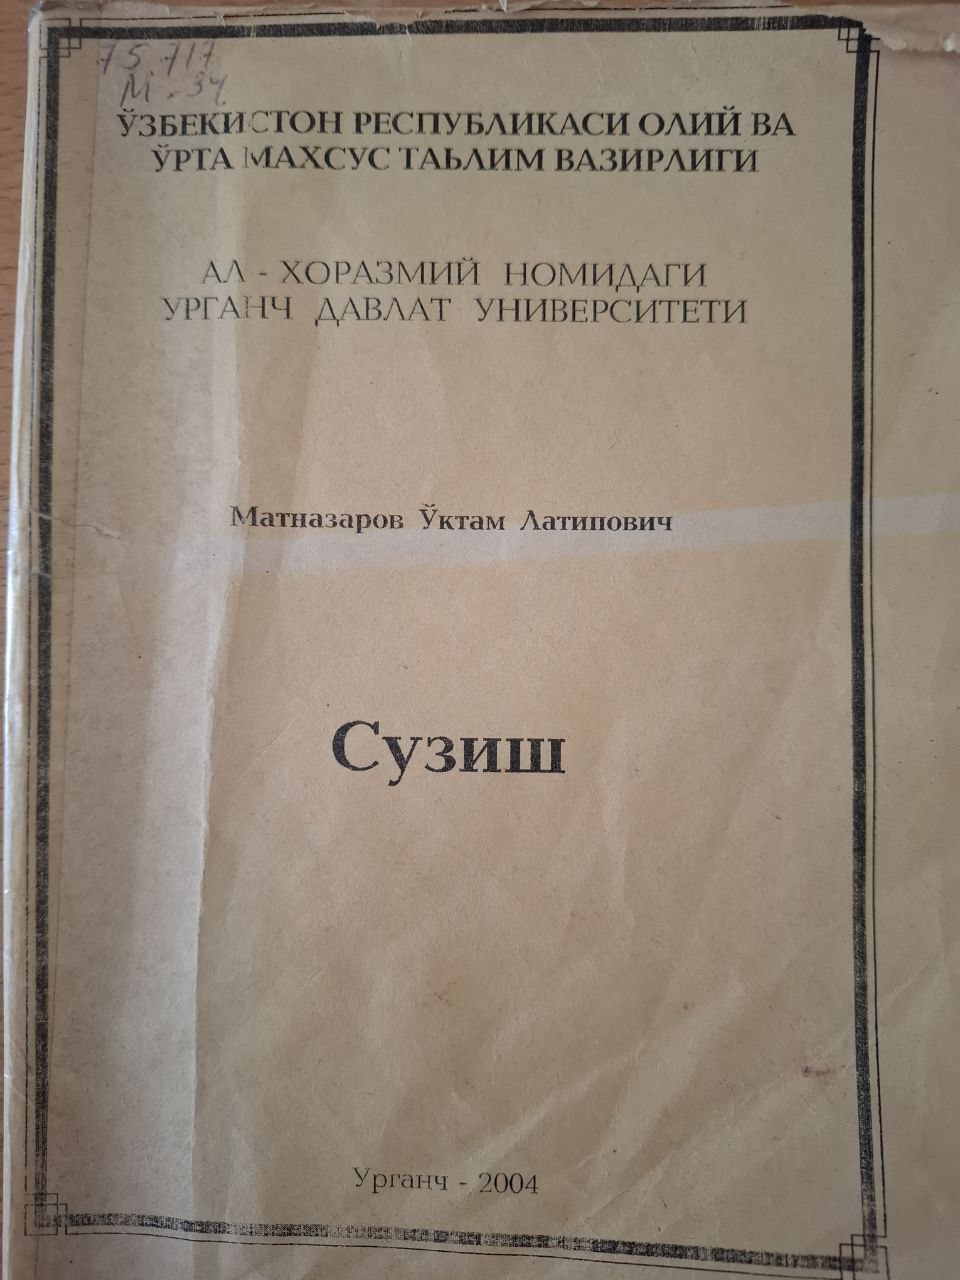 75.717
М-34
ЎЗБЕКИСТОН РЕСПУБЛИКАСИ ОЛИЙ ВА
ЎРТА МАХСУС ТАЬЛИМ ВАЗИРЛИГИ
АЛ - ХОРАЗМИЙ НОМИДАГИ
УРГАНЧ ДАВЛАТ УНИВЕРСИТЕТИ
Матназаров Ўктам Латипович
Сузиш
Урганч - 2004